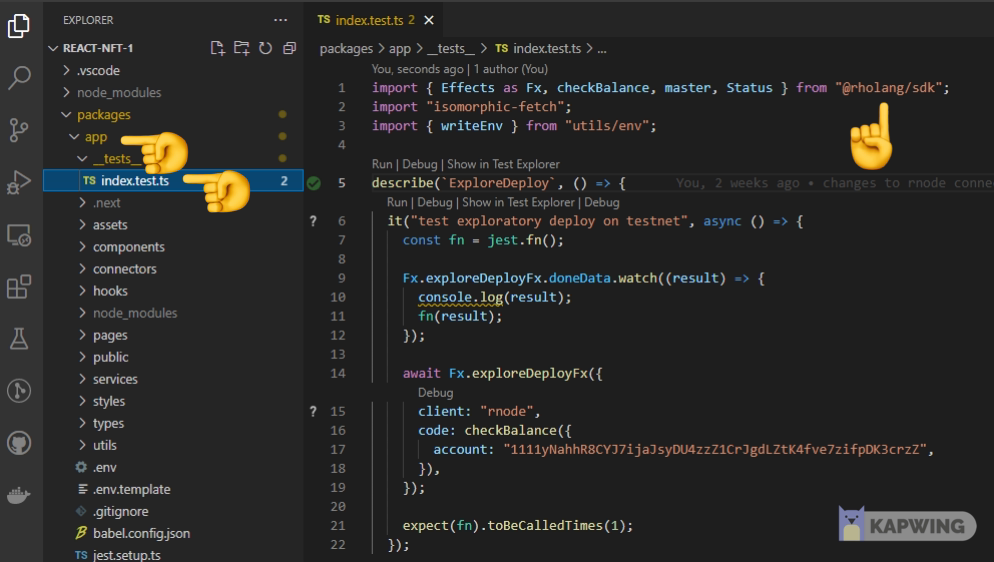 EXPLORER
REACT-NFT-1
.vscode
node_modules
packages
app
__tests__
TS index.test.ts 2
.next
assets
components
connectors
hooks
node_modules
pages
public
services
styles
types
utils
.env
.env.template
.gitignore
babel.config.json
TS jest.setup.ts
TS index.test.ts 2
packages > app > __tests__ > TS index.test.ts > ...
You, seconds ago | 1 author (You)
1 import { Effects as Fx, checkBalance, master, Status } from "@rholang/sdk";
2 import "isomorphic-fetch";
3 import { writeEnv } from "utils/env";
4
Run | Debug | Show in Test Explorer
5 describe(`ExploreDeploy`, () => { You, 2 weeks ago • changes to rnode conne
Run | Debug | Show in Test Explorer | Debug
? 6 it("test exploratory deploy on testnet", async () => {
7 const fn = jest.fn();
8
9 Fx.exploreDeployFx.doneData.watch((result) => {
10 console.log(result);
11 fn(result);
12 });
13
14 await Fx.exploreDeployFx({
Debug
? 15 client: "rnode",
16 code: checkBalance({
17 account: "1111yNahhR8CYJ7ijaJsyDU4zzZ1CrJgdLZtK4fve7zifpDK3crzZ",
18 }),
19 });
20
21 expect(fn).toBeCalledTimes(1);
22 });
KAPWING